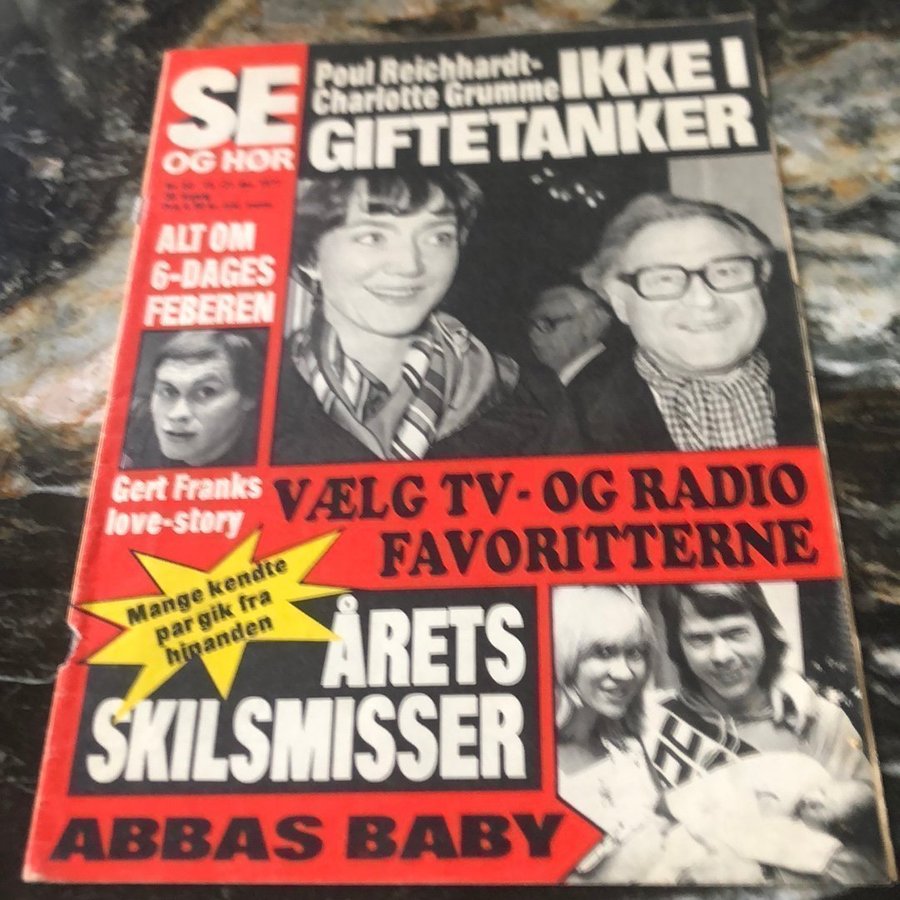 SE
OG HØR
Poul Reichhardt-
Charlotte Grumme
IKKE I
GIFTETANKER
ALT OM
6-DAGES
FEBEREN
Gert Franks
love-story
VÆLG TV- OG RADIO
FAVORITTERNE
Mange kendte
par gik fra
hinanden
ÅRETS
SKILSMISSER
ABBAS BABY